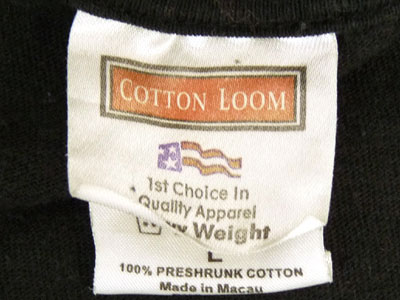 COTTON LOOM
1st Choice In
Quality Apparel
Weight
L
100% PRESHRUNK COTTON
Made in Macau